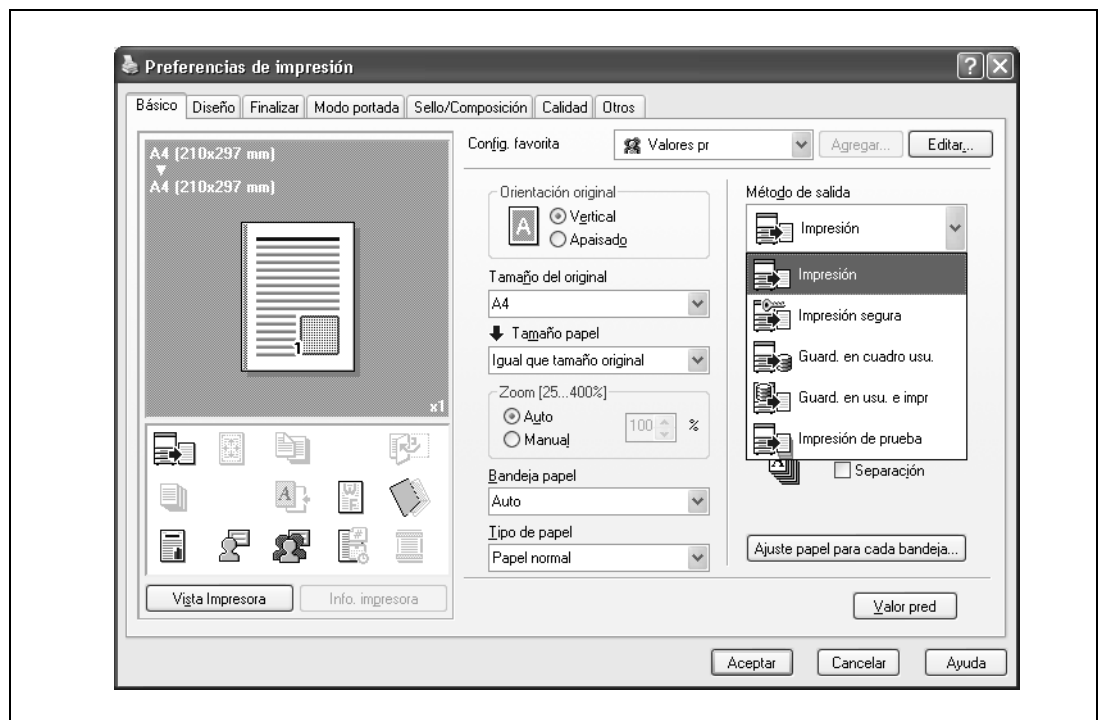 Preferencias de impresión
Básico Diseño Finalizar Modo portada Sello/Composición Calidad Otros
A4 (210x297 mm)
A4 (210x297 mm)
1
x1
Vista Impresora
Info. impresora
Config. favorita
Valores pr
Agregar...
Editar...
Orientación original
A
Vertical
Apaisado
Tamaño del original
A4
Tamaño papel
Igual que tamaño original
Zoom [25...400%]
Auto
Manual
100 %
Bandeja papel
Auto
Tipo de papel
Papel normal
Método de salida
Impresión
Impresión
Impresión segura
Guard. en cuadro usu.
Guard. en usu. e impr
Impresión de prueba
Separación
Ajuste papel para cada bandeja...
Valor pred
Aceptar
Cancelar
Ayuda